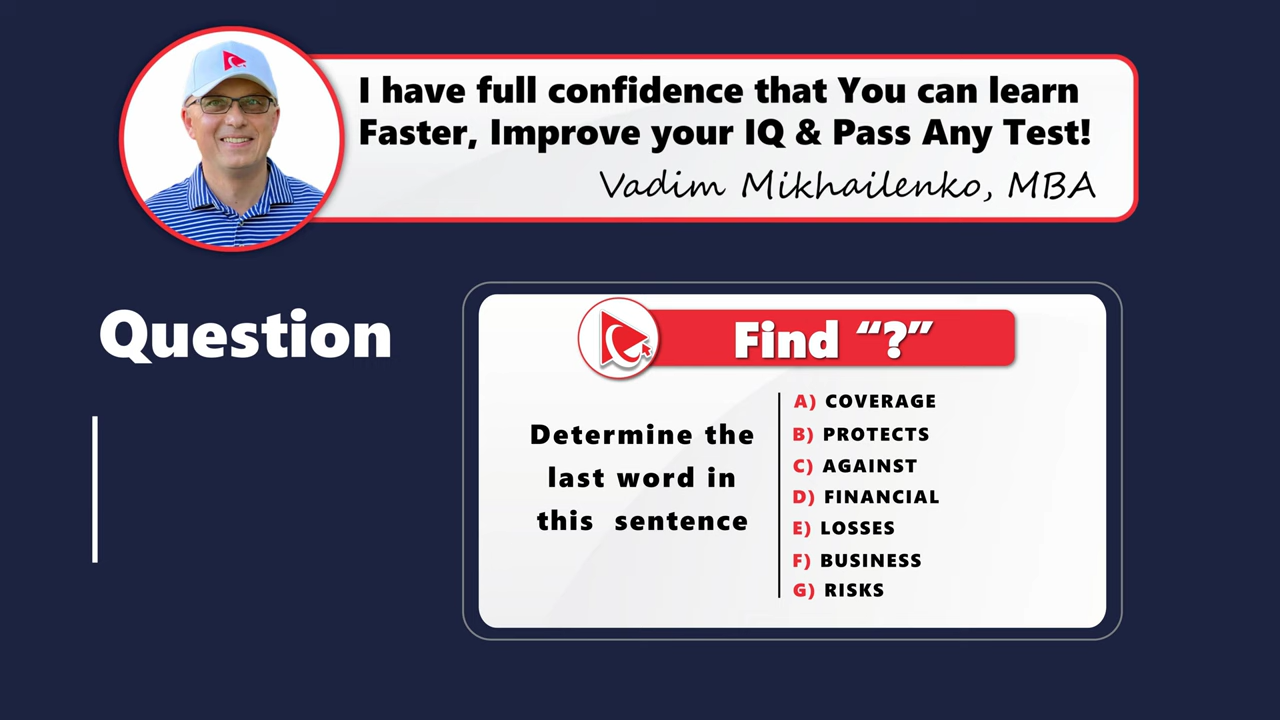 I have full confidence that You can learn
Faster, Improve your IQ & Pass Any Test!
Vadim Mikhailenko, MBA
Question
Find “?”
Determine the
last word in
this sentence
A) COVERAGE
B) PROTECTS
C) AGAINST
D) FINANCIAL
E) LOSSES
F) BUSINESS
G) RISKS